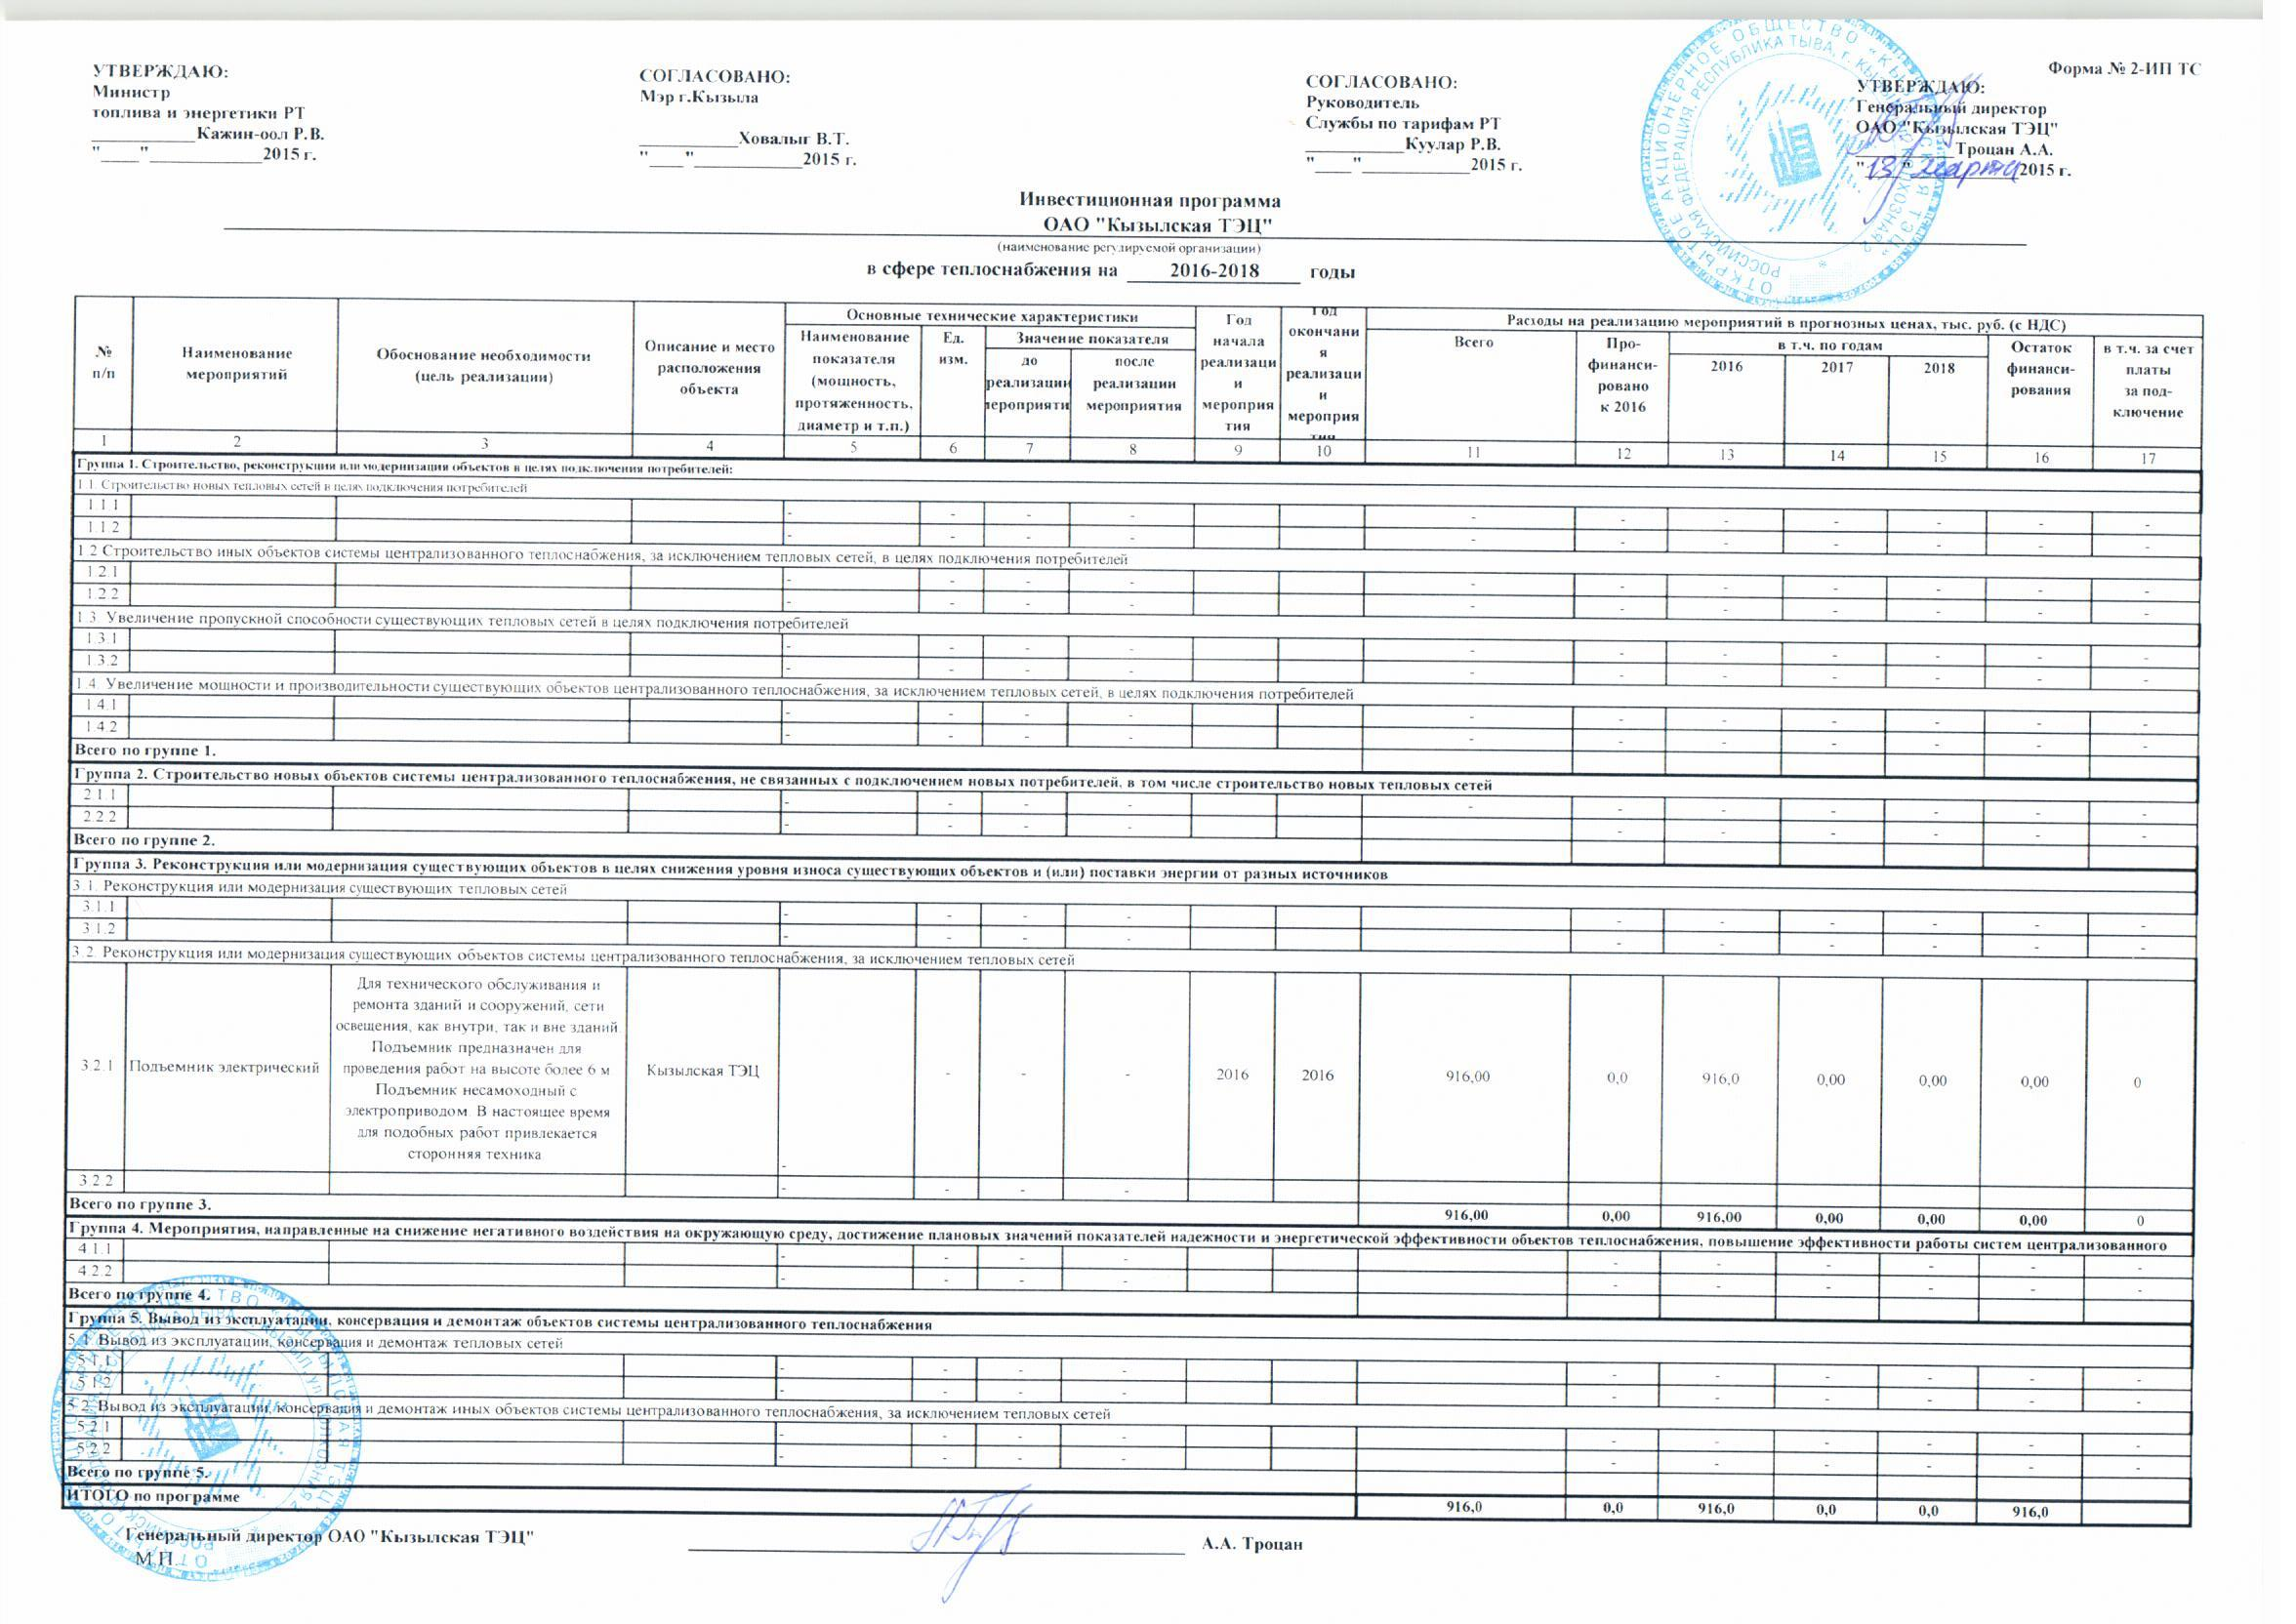 Форма № 2-ИП ТС
УТВЕРЖДАЮ:
Министр
топлива и энергетики РТ
____________Кажин-оол Р.В.
"____"_____________2015 г.
СОГЛАСОВАНО:
Мэр г.Кызыла
____________Ховалыг В.Т.
"____"_____________2015 г.
СОГЛАСОВАНО:
Руководитель
Службы по тарифам РТ
____________Куулар Р.В.
"____"_____________2015 г.
УТВЕРЖДАЮ:
Генеральный директор
ОАО "Кызылская ТЭЦ"
____________Троцан А.А.
"13" марта 2015 г.
Инвестиционная программа
ОАО "Кызылская ТЭЦ"
(наименование регулируемой организации)
в сфере теплоснабжения на 2016-2018 годы
№ п/п
Наименование мероприятий
Обоснование необходимости (цель реализации)
Описание и место расположения объекта
Основные технические характеристики
Наименование показателя (мощность, протяженность, диаметр и т.п.)
Ед. изм.
Значение показателя
до реализации мероприяти
после реализации мероприятия
Год начала реализаци и мероприя тия
Год окончани я реализаци и мероприя тия
Расходы на реализацию мероприятий в прогнозных ценах, тыс. руб. (с НДС)
Всего
Про- финанси- ровано к 2016
в т.ч. по годам
2016 2017 2018
Остаток финанси- рования
в т.ч. за счет платы за под- ключение
1 2 3 4 5 6 7 8 9 10 11 12 13 14 15 16 17
Группа 1. Строительство, реконструкция или модернизация объектов в целях подключения потребителей:
1.1. Строительство новых тепловых сетей в целях подключения потребителей
1.1.1 - - - - - - - - - - -
1.1.2 - - - - - - - - - - -
1.2 Строительство иных объектов системы централизованного теплоснабжения, за исключением тепловых сетей, в целях подключения потребителей
1.2.1 - - - - - - - - - - -
1.2.2 - - - - - - - - - - -
1.3. Увеличение пропускной способности существующих тепловых сетей в целях подключения потребителей
1.3.1 - - - - - - - - - - -
1.3.2 - - - - - - - - - - -
1.4. Увеличение мощности и производительности существующих объектов централизованного теплоснабжения, за исключением тепловых сетей, в целях подключения потребителей
1.4.1 - - - - - - - - - - -
1.4.2 - - - - - - - - - - -
Всего по группе 1.
Группа 2. Строительство новых объектов системы централизованного теплоснабжения, не связанных с подключением новых потребителей, в том числе строительство новых тепловых сетей
2.1.1 - - - - - - - - - - -
2.2.2 - - - - - - - - - -
Всего по группе 2.
Группа 3. Реконструкция или модернизация существующих объектов в целях снижения уровня износа существующих объектов и (или) поставки энергии от разных источников
3.1. Реконструкция или модернизация существующих тепловых сетей
3.1.1 - - - - - - - - - -
3.1.2 - - - - - - - - - -
3.2. Реконструкция или модернизация существующих объектов системы централизованного теплоснабжения, за исключением тепловых сетей
3.2.1 Подъемник электрический
Для технического обслуживания и
ремонта зданий и сооружений, сети
освещения, как внутри, так и вне зданий
Подъемник предназначен для
проведения работ на высоте более 6 м
Подъемник несамоходный с
электроприводом. В настоящее время
для подобных работ привлекается
сторонняя техника
Кызылская ТЭЦ - - - - 2016 2016 916,00 0,0 916,0 0,00 0,00 0,00 0
3.2.2 - - - -
Всего по группе 3. 916,00 0,00 916,00 0,00 0,00 0,00 0
Группа 4. Мероприятия, направленные на снижение негативного воздействия на окружающую среду, достижение плановых значений показателей надежности и энергетической эффективности объектов теплоснабжения, повышение эффективности работы систем централизованного
4.1.1 - - - - - - - - - -
4.2.2 - - - - - - - - - -
Всего по группе 4.
Группа 5. Вывод из эксплуатации, консервация и демонтаж объектов системы централизованного теплоснабжения
5.1. Вывод из эксплуатации, консервация и демонтаж тепловых сетей
5.1.1 - - - - - - - - - -
5.1.2 - - - - - - - - - -
5.2. Вывод из эксплуатации, консервация и демонтаж иных объектов системы централизованного теплоснабжения, за исключением тепловых сетей
5.2.1 - - - - - - - - - -
5.2.2 - - - - - - - - - -
Всего по группе 5.
ИТОГО по программе 916,0 0,0 916,0 0,0 0,0 916,0
Генеральный директор ОАО "Кызылская ТЭЦ" ____________ А.А. Троцан
М.П.